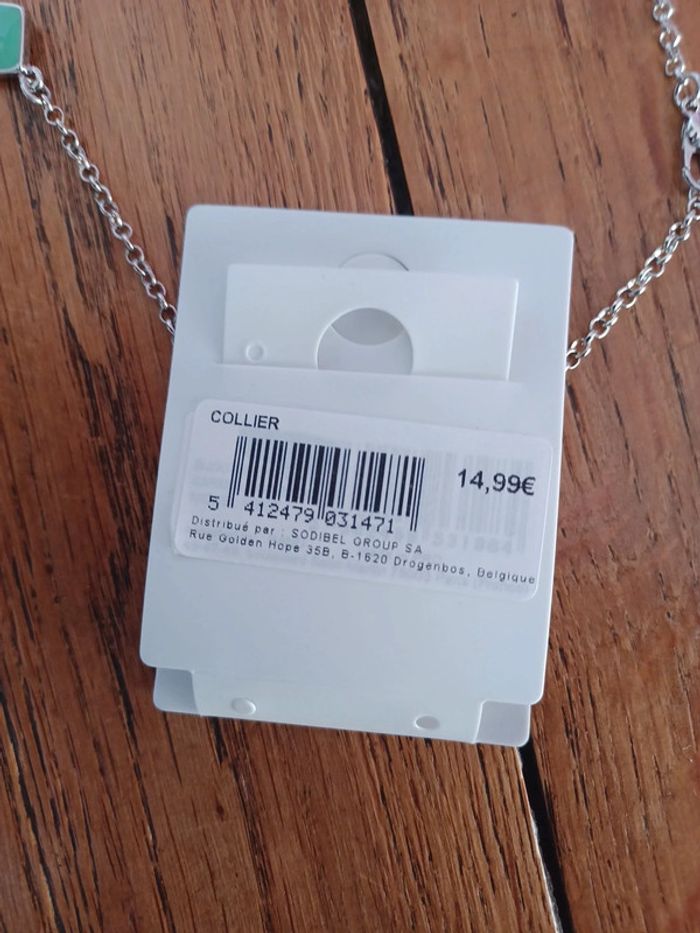 COLLIER
14,99€
5 412479 031471
Distribué par : SODIBEL GROUP SA
Rue Golden Hope 35B, B-1620 Drogenbos, Belgique